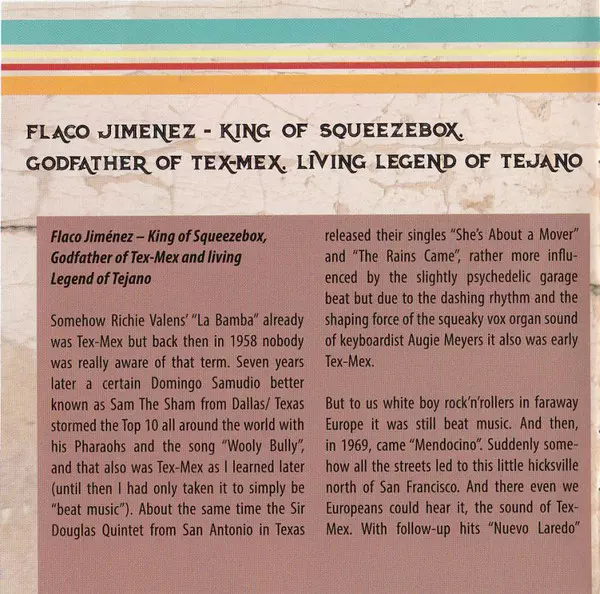 FLACO JIMENEZ - KING OF SQUEEZEBOX.
GODFATHER OF TEX-MEX. LIVING LEGEND OF TEJANO
Flaco Jiménez – King of Squeezebox,
Godfather of Tex-Mex and living
Legend of Tejano
Somehow Richie Valens’ “La Bamba” already
was Tex-Mex but back then in 1958 nobody
was really aware of that term. Seven years
later a certain Domingo Samudio better
known as Sam The Sham from Dallas/ Texas
stormed the Top 10 all around the world with
his Pharaohs and the song “Wooly Bully”,
and that also was Tex-Mex as I learned later
(until then I had only taken it to simply be
“beat music”). About the same time the Sir
Douglas Quintet from San Antonio in Texas
released their singles “She’s About a Mover”
and “The Rains Came”, rather more influ-
enced by the slightly psychedelic garage
beat but due to the dashing rhythm and the
shaping force of the squeaky vox organ sound
of keyboardist Augie Meyers it also was early
Tex-Mex.
But to us white boy rock’n’rollers in faraway
Europe it was still beat music. And then,
in 1969, came “Mendocino”. Suddenly some-
how all the streets led to this little hicksville
north of San Francisco. And there even we
Europeans could hear it, the sound of Tex-
Mex. With follow-up hits “Nuevo Laredo”